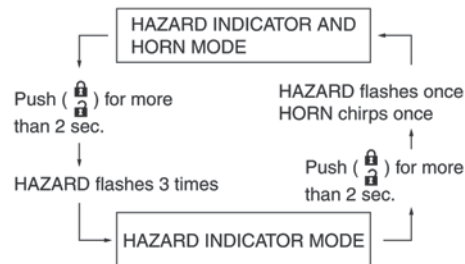 HAZARD INDICATOR AND
HORN MODE
Push ( ) for more
than 2 sec.
HAZARD flashes 3 times
HAZARD INDICATOR MODE
Push ( ) for more
than 2 sec.
HAZARD flashes once
HORN chirps once